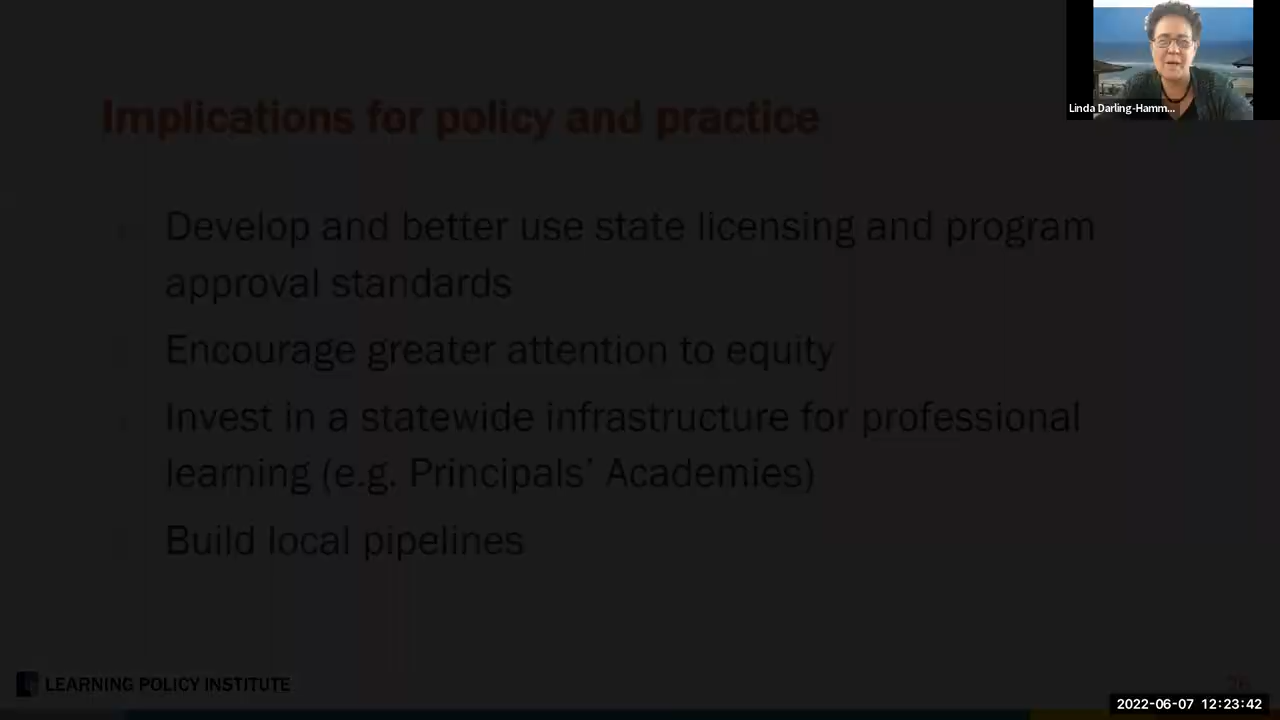 Linda Darling-Hamm...
Implications for policy and practice
Develop and better use state licensing and program
approval standards
Encourage greater attention to equity
Invest in a statewide infrastructure for professional
learning (e.g. Principals' Academies)
Build local pipelines
LEARNING POLICY INSTITUTE
2022-06-07 12:23:42